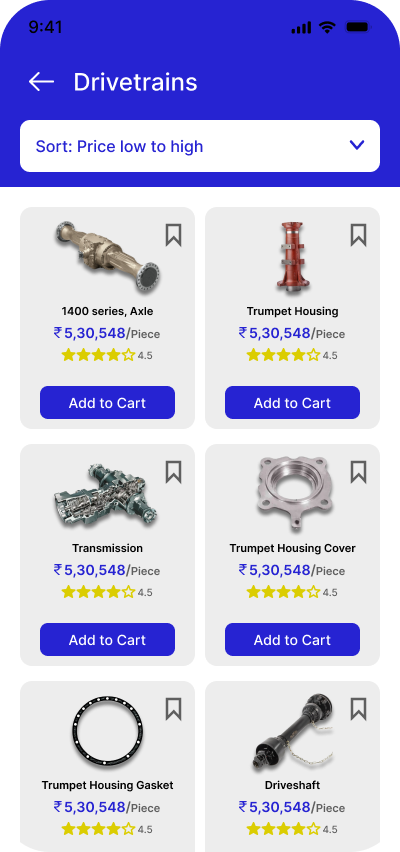 9:41
Drivetrains
Sort: Price low to high
1400 series, Axle
₹5,30,548/Piece
4.5
Add to Cart
Trumpet Housing
₹5,30,548/Piece
4.5
Add to Cart
Transmission
₹5,30,548/Piece
4.5
Add to Cart
Trumpet Housing Cover
₹5,30,548/Piece
4.5
Add to Cart
Trumpet Housing Gasket
₹5,30,548/Piece
4.5
Driveshaft
₹5,30,548/Piece
4.5